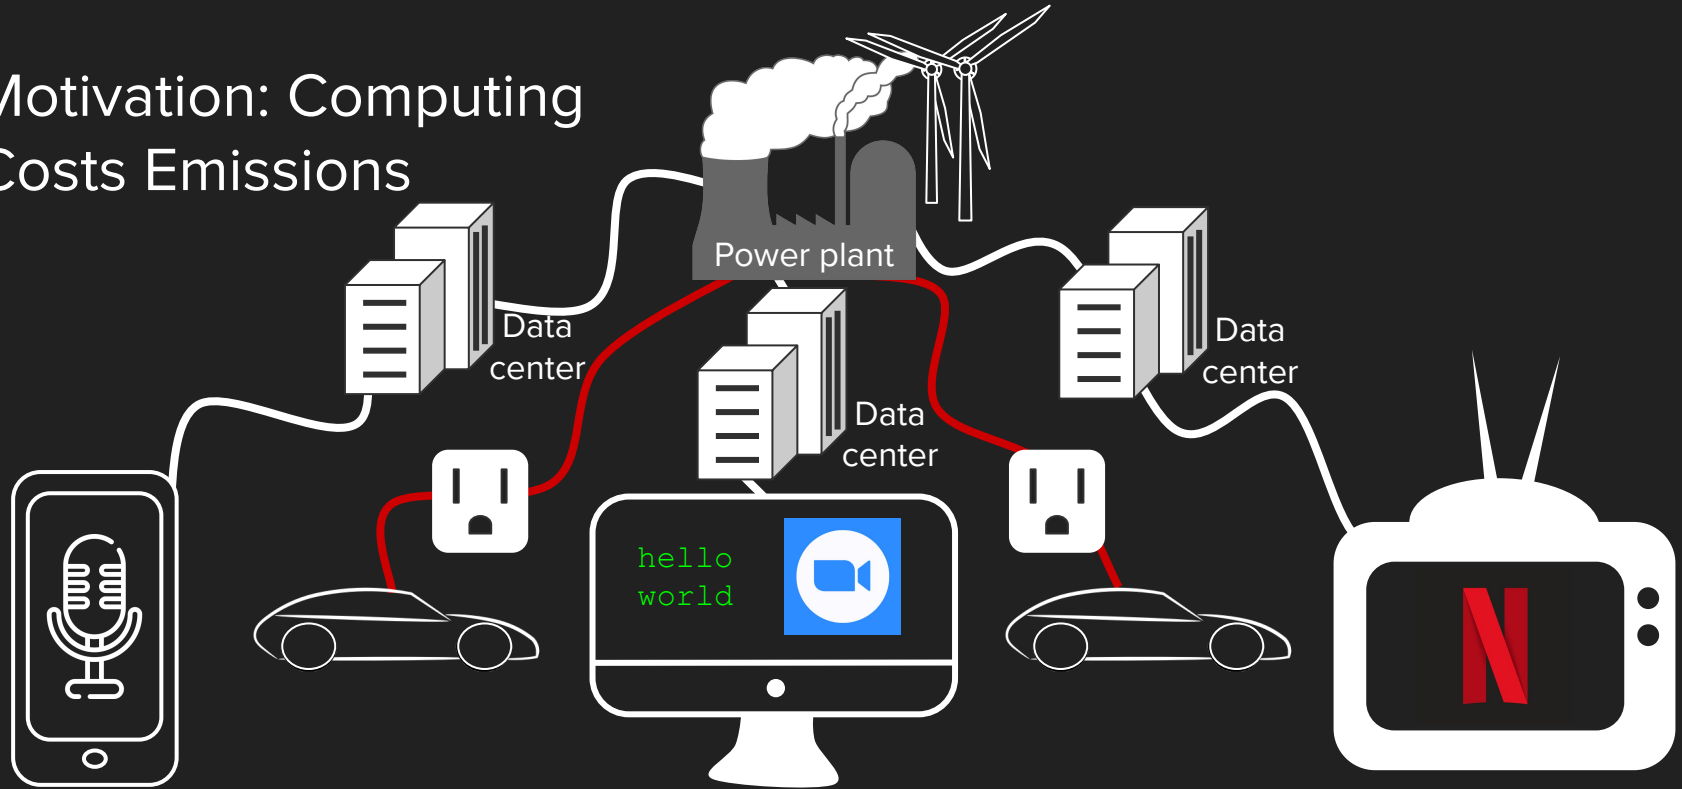 Motivation: Computing
Costs Emissions
Power plant
Data
center
Data
center
Data
center
hello
world
N